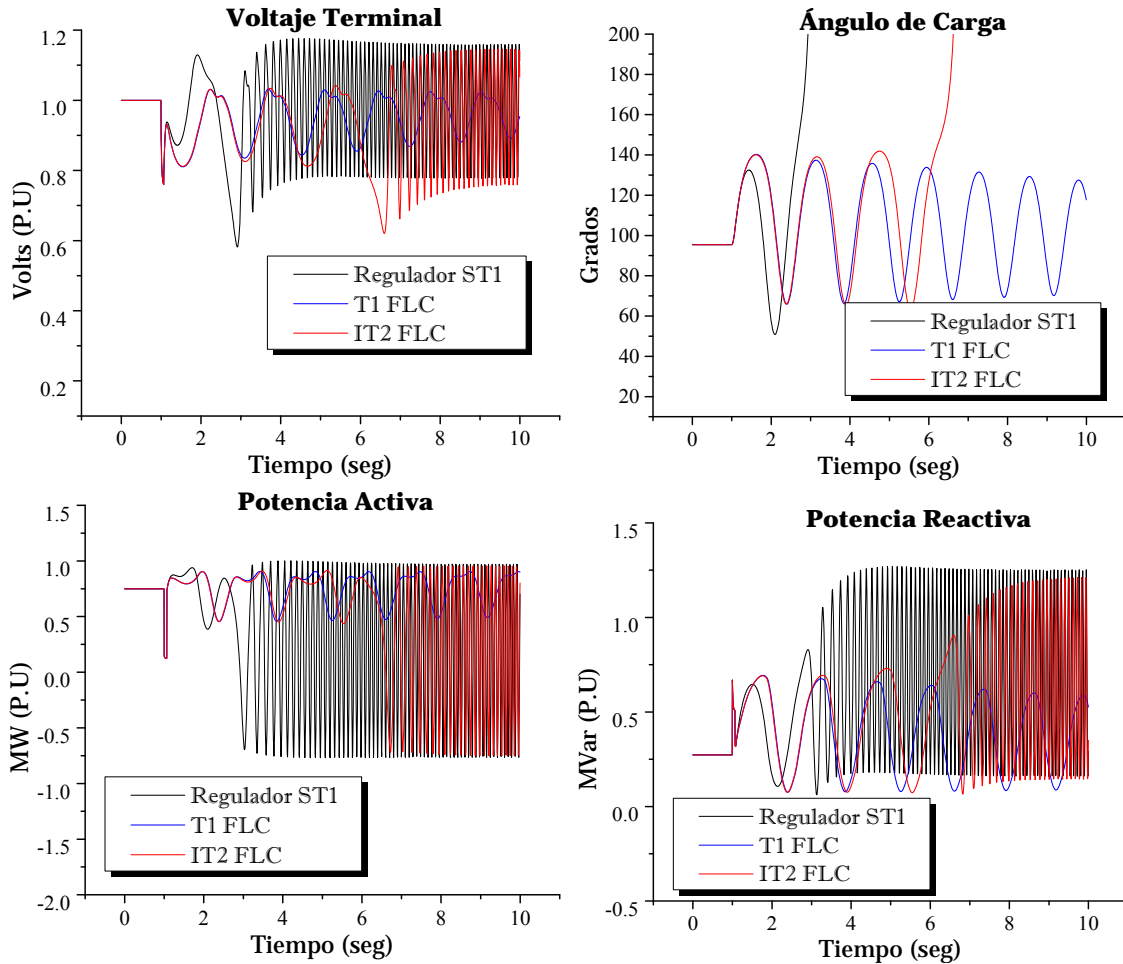 Voltaje Terminal
1.2
1.0
0.8
0.6
0.4
0.2
Volts (P.U)
Regulador ST1
T1 FLC
IT2 FLC
0 2 4 6 8 10
Tiempo (seg)
Ángulo de Carga
200
180
160
140
120
100
80
60
40
20
Grados
Regulador ST1
T1 FLC
IT2 FLC
0 2 4 6 8 10
Tiempo (seg)
Potencia Activa
1.5
1.0
0.5
0.0
-0.5
-1.0
-1.5
-2.0
MW (P.U)
Regulador ST1
T1 FLC
IT2 FLC
0 2 4 6 8 10
Tiempo (seg)
Potencia Reactiva
1.5
1.0
0.5
0.0
-0.5
MVar (P.U)
Regulador ST1
T1 FLC
IT2 FLC
0 2 4 6 8 10
Tiempo (seg)